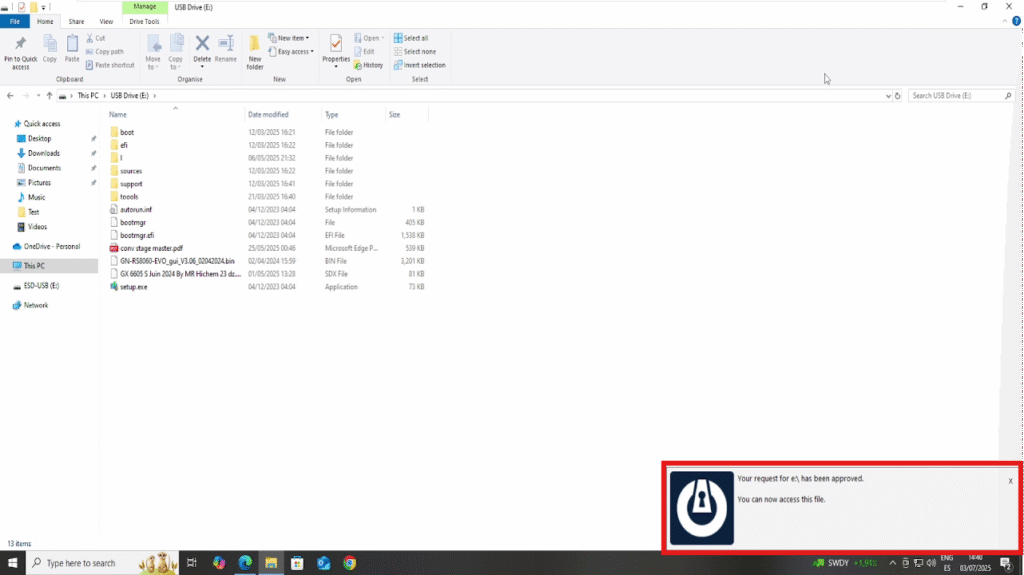 Manage
USB Drive (E:)
File
Home
Share
View
Drive Tools
Pin to Quick access
Copy
Paste
Cut
Copy path
Paste shortcut
Clipboard
Move to
Copy to
Delete
Rename
Organise
New folder
New item
Easy access
New
Properties
Open
Edit
History
Open
Select all
Select none
Invert selection
Select
This PC > USB Drive (E:) >
Search USB Drive (E:)
Name Date modified Type Size
Quick access
Desktop
Downloads
Documents
Pictures
Music
Test
Videos
OneDrive - Personal
This PC
ESD-USB (E:)
Network
boot 12/03/2025 16:21 File folder
efi 12/03/2025 16:22 File folder
06/05/2025 21:32 File folder
sources 12/03/2025 16:22 File folder
support 12/03/2025 16:41 File folder
toools 21/03/2025 16:40 File folder
autorun.inf 04/12/2023 04:04 Setup Information 1 KB
bootmgr 04/12/2023 04:04 File 405 KB
bootmgr.efi 04/12/2023 04:04 EFI File 1,538 KB
conv stage master.pdf 25/05/2025 00:46 Microsoft Edge P... 539 KB
GN-RS8060-EVO_gui_V3.06_02042024.bin 02/04/2024 15:59 BIN File 3,201 KB
GX 6605 S Juin 2024 By MR Hichem 23 dz.... 01/05/2025 13:28 SDX File 81 KB
setup.exe 04/12/2023 04:04 Application 73 KB
Your request for e:\ has been approved.
X
You can now access this file.
13 items
Type here to search
SWDY +1,91%
ENG
ES
14:40
03/07/2025
2